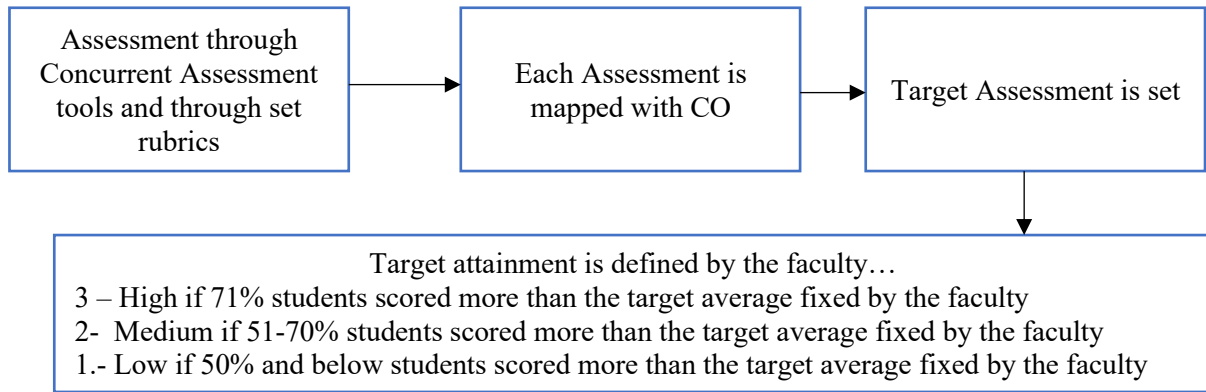 Assessment through
Concurrent Assessment
tools and through set
rubrics
Each Assessment is
mapped with CO
Target Assessment is set
Target attainment is defined by the faculty…
3 – High if 71% students scored more than the target average fixed by the faculty
2- Medium if 51-70% students scored more than the target average fixed by the faculty
1.- Low if 50% and below students scored more than the target average fixed by the faculty